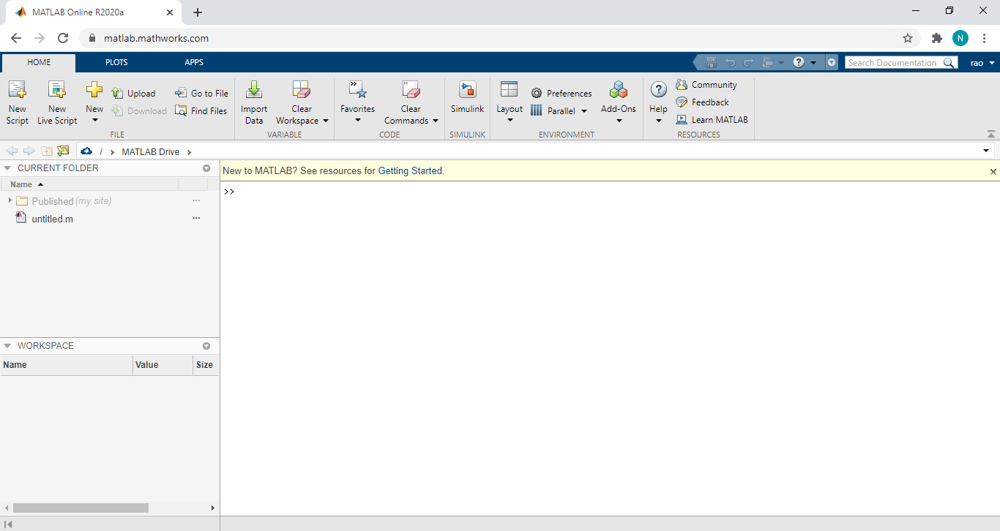 MATLAB Online R2020a
matlab.mathworks.com
N
HOME PLOTS APPS
Search Documentation
rao
New Script
New Live Script
New
Upload
Download
Go to File
Find Files
FILE
Import Data
Clear Workspace
VARIABLE
Favorites
Clear Commands
CODE
Simulink
SIMULINK
Layout
Preferences
Parallel
Add-Ons
ENVIRONMENT
Help
Community
Feedback
Learn MATLAB
RESOURCES
/ > MATLAB Drive >
CURRENT FOLDER
Name
Published (my site)
untitled.m
New to MATLAB? See resources for Getting Started.
>>
WORKSPACE
Name Value Size